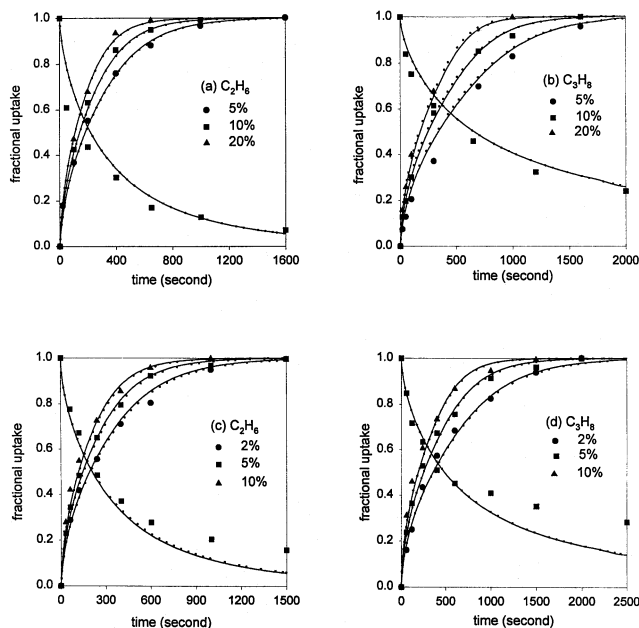 1.0
0.8
0.6
0.4
0.2
0.0
fractional uptake
(a) C₂H₆
5%
10%
20%
0 400 800 1200 1600
time (second)
1.0
0.8
0.6
0.4
0.2
0.0
fractional uptake
(b) C₃H₈
5%
10%
20%
0 500 1000 1500 2000
time (second)
1.0
0.8
0.6
0.4
0.2
0.0
fractional uptake
(c) C₂H₆
2%
5%
10%
0 300 600 900 1200 1500
time (second)
1.0
0.8
0.6
0.4
0.2
0.0
fractional uptake
(d) C₃H₈
2%
5%
10%
0 500 1000 1500 2000 2500
time (second)